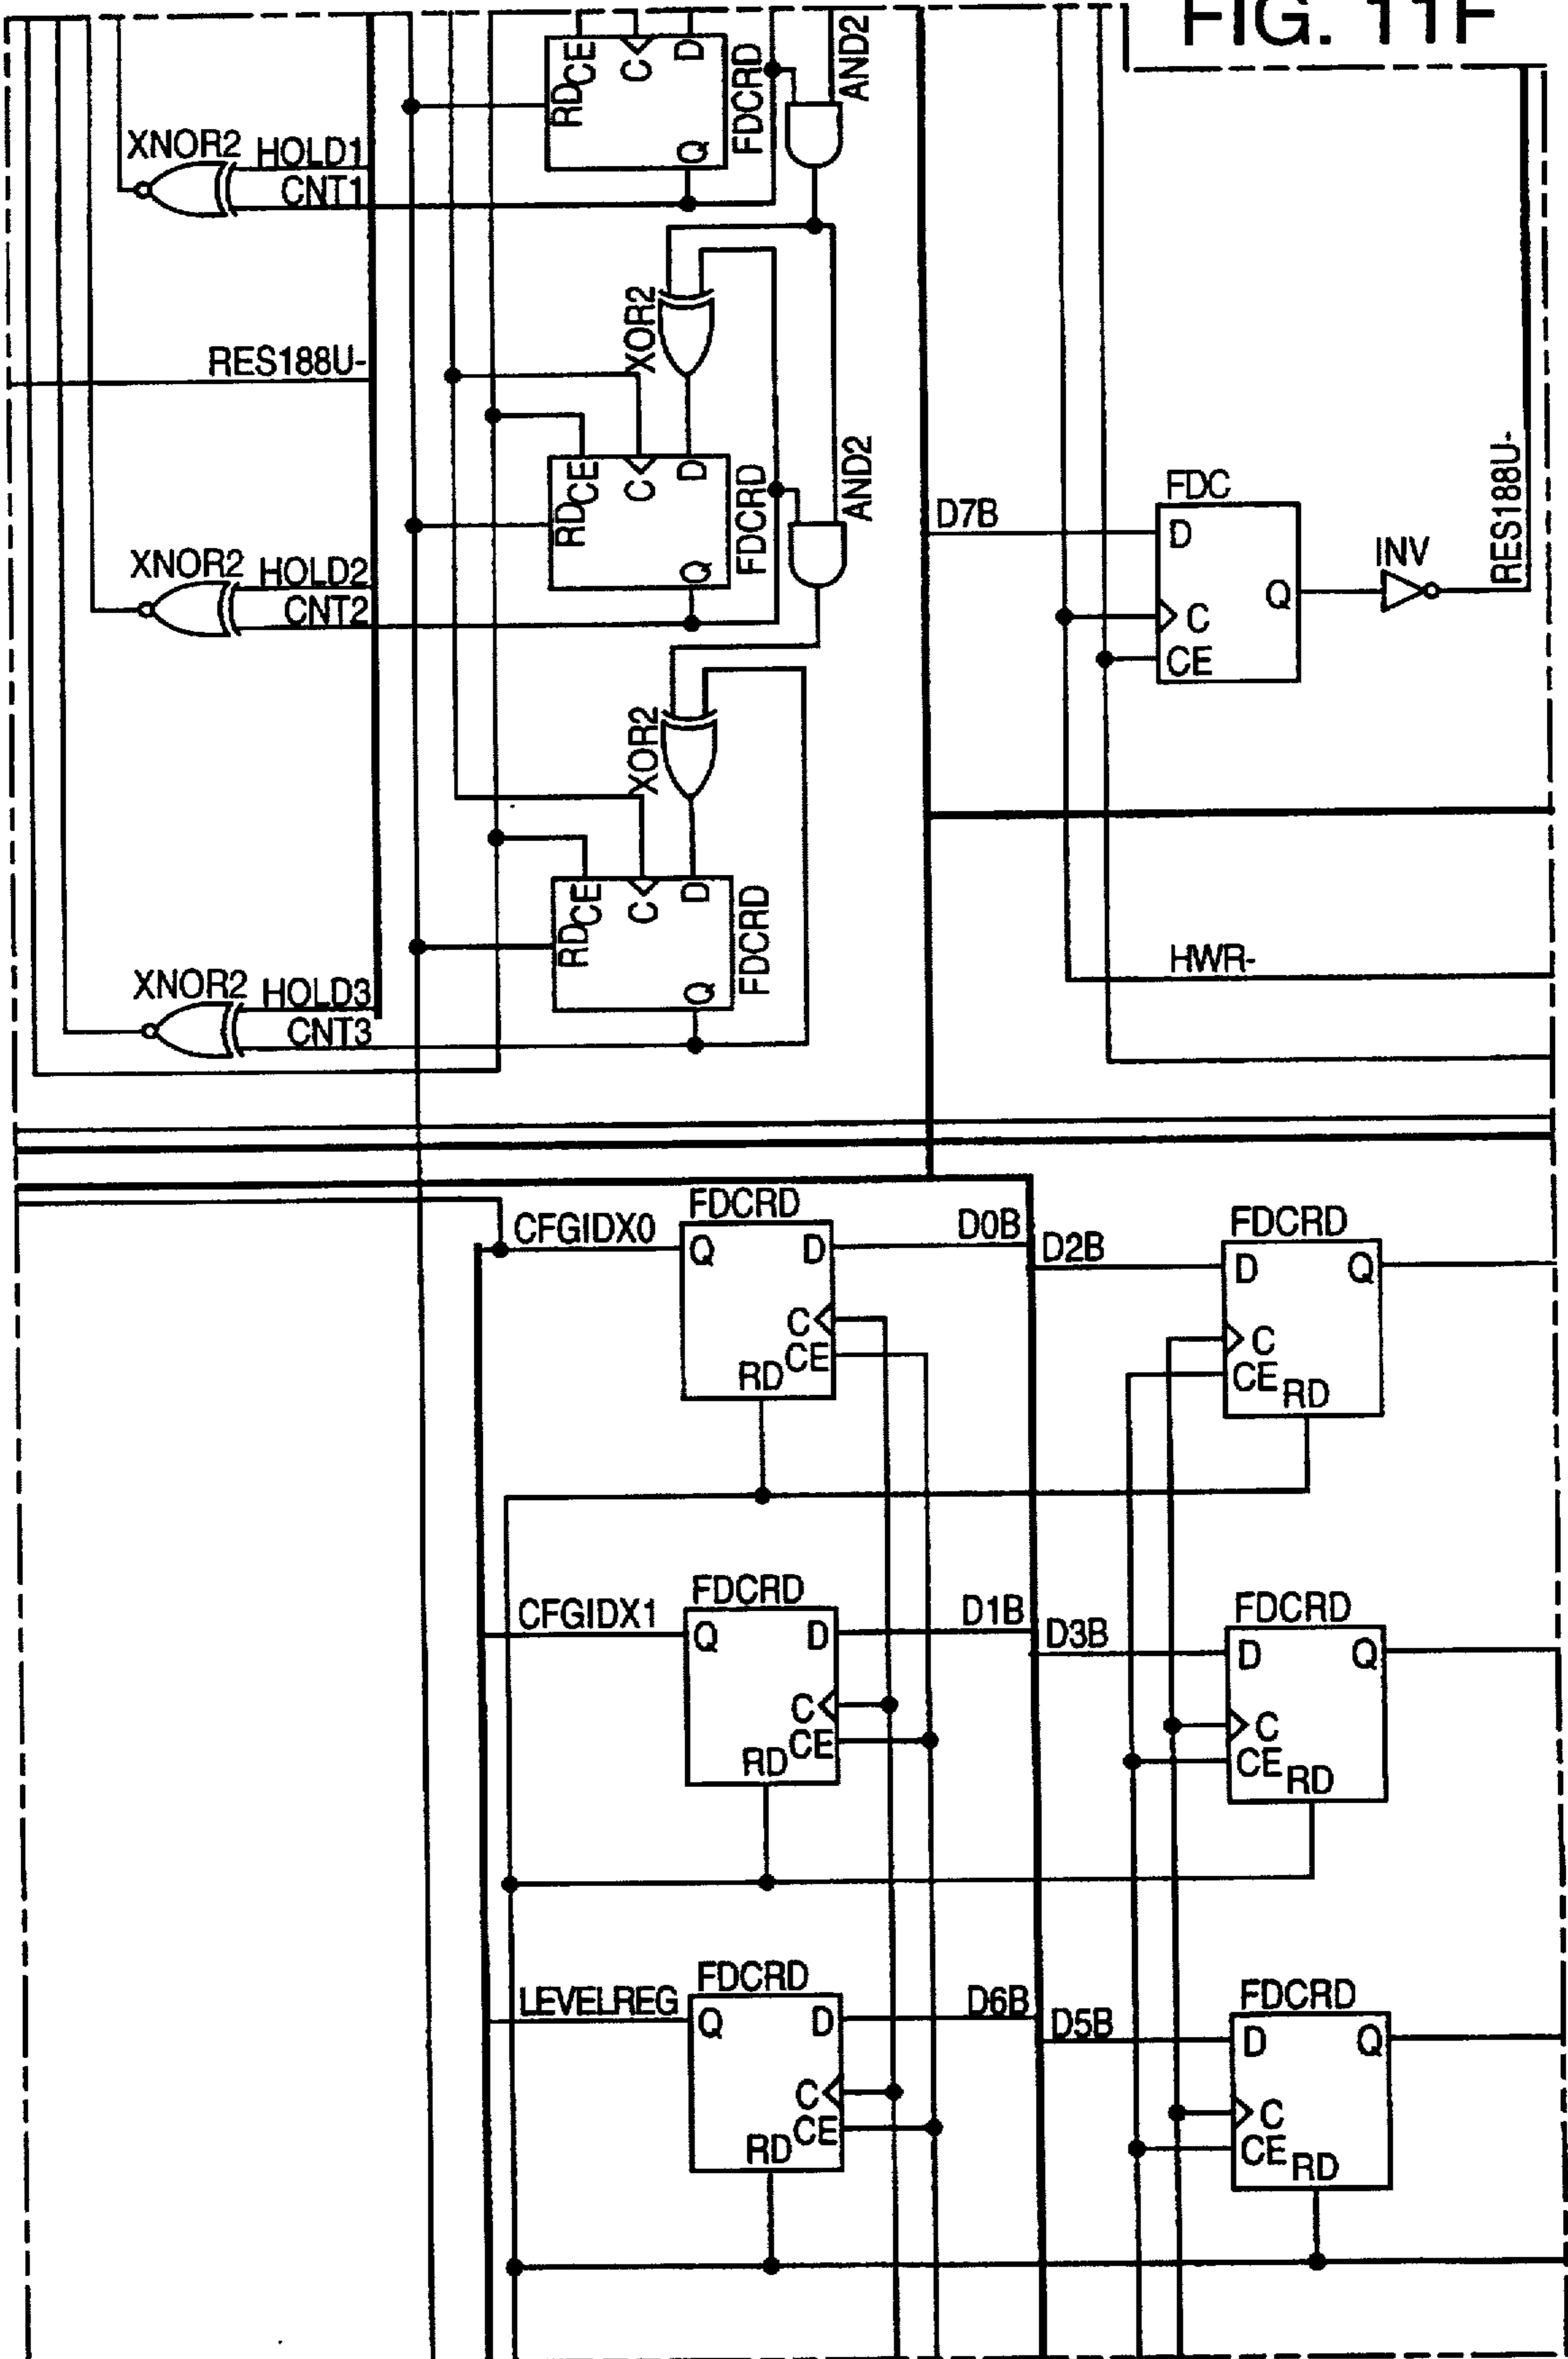 FIG. 11F
CE
C
D
RD
Q
FDCRD
AND2
XNOR2
HOLD1
CNT1
XOR2
RES188U-
CE
C
D
RD
Q
FDCRD
AND2
XNOR2
HOLD2
CNT2
D7B
FDC
D
C
CE
Q
INV
RES188U-
XOR2
CE
C
D
RD
Q
FDCRD
XNOR2
HOLD3
CNT3
HWR-
CFGIDX0
FDCRD
Q
D
C
CE
RD
D0B
D2B
FDCRD
D
Q
C
CE
RD
CFGIDX1
FDCRD
Q
D
C
CE
RD
D1B
D3B
FDCRD
D
Q
C
CE
RD
LEVELREG
FDCRD
Q
D
C
CE
RD
D6B
D5B
FDCRD
D
Q
C
CE
RD